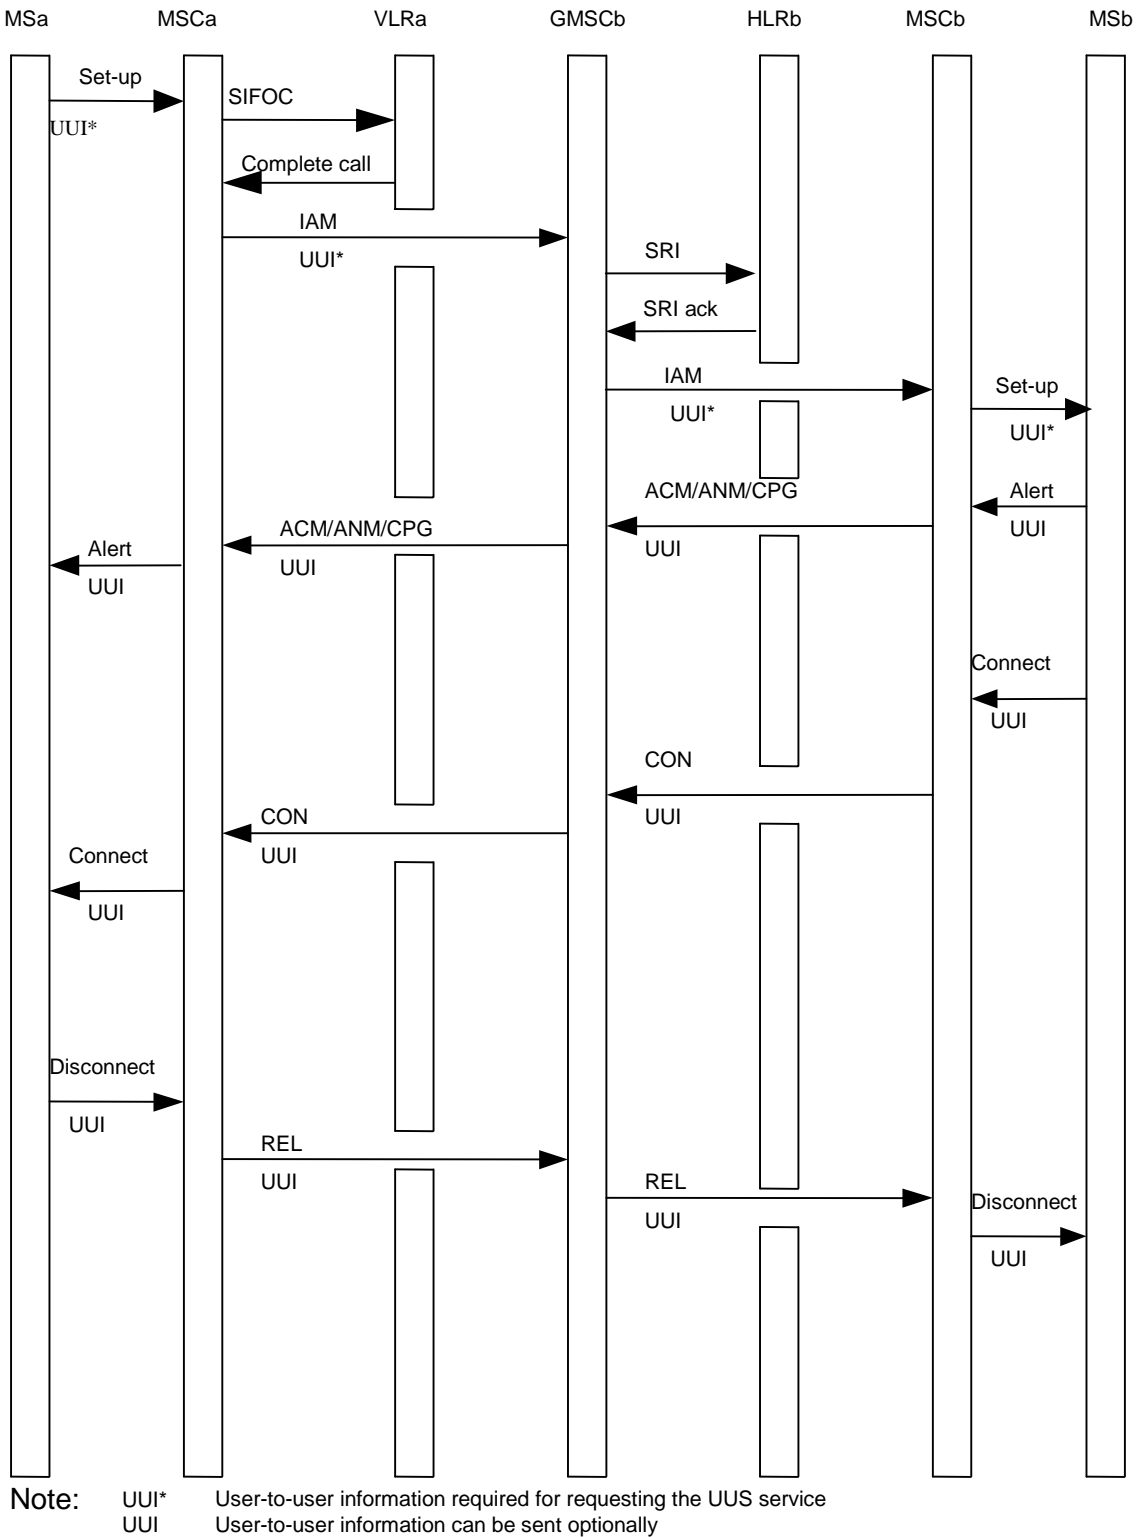 MSa MSCa VLRa GMSCb HLRb MSCb MSb
Set-up
UUI*
SIFOC
Complete call
IAM
UUI*
SRI
SRI ack
IAM
UUI*
Set-up
UUI*
Alert
UUI
ACM/ANM/CPG
UUI
ACM/ANM/CPG
UUI
Alert
UUI
Connect
UUI
CON
UUI
CON
UUI
Connect
UUI
Disconnect
UUI
REL
UUI
REL
UUI
Disconnect
UUI
Note: UUI* User-to-user information required for requesting the UUS service
UUI User-to-user information can be sent optionally